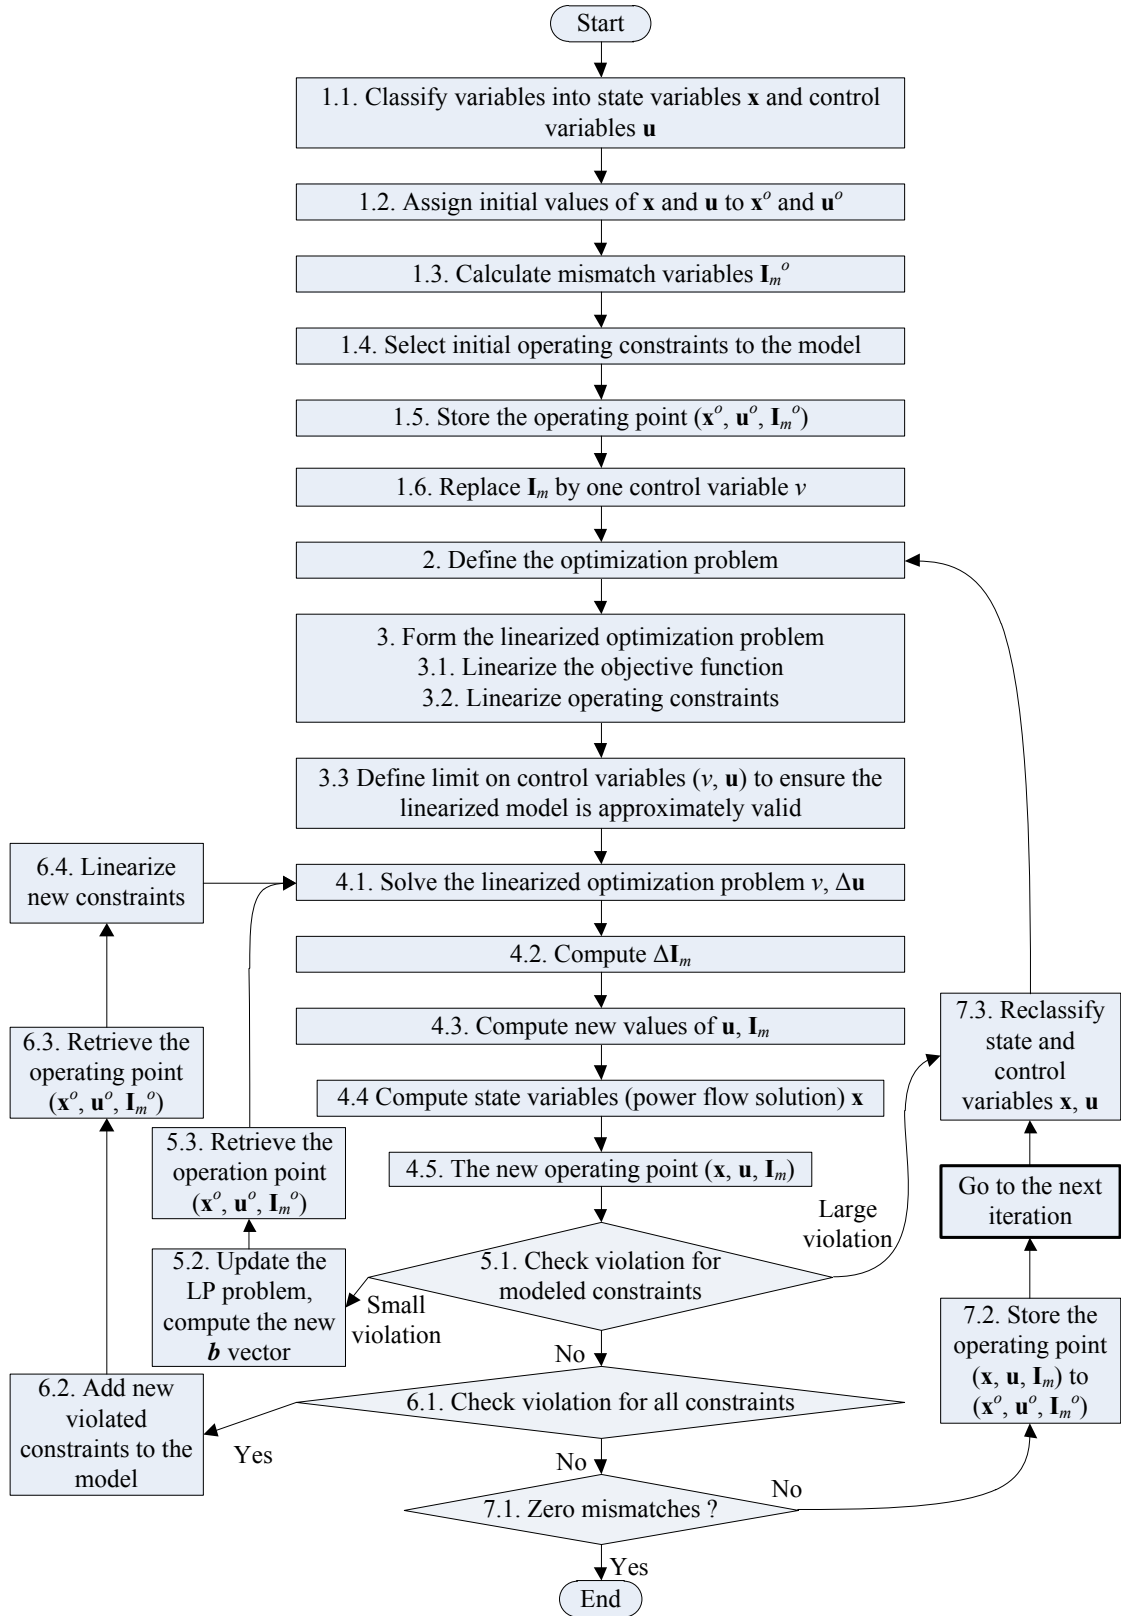 Start
1.1. Classify variables into state variables x and control
variables u
1.2. Assign initial values of x and u to xᵒ and uᵒ
1.3. Calculate mismatch variables Iₘᵒ
1.4. Select initial operating constraints to the model
1.5. Store the operating point (xᵒ, uᵒ, Iₘᵒ)
1.6. Replace Iₘ by one control variable v
2. Define the optimization problem
3. Form the linearized optimization problem
3.1. Linearize the objective function
3.2. Linearize operating constraints
3.3 Define limit on control variables (v, u) to ensure the
linearized model is approximately valid
4.1. Solve the linearized optimization problem v, Δu
4.2. Compute ΔIₘ
4.3. Compute new values of u, Iₘ
4.4 Compute state variables (power flow solution) x
4.5. The new operating point (x, u, Iₘ)
5.1. Check violation for
modeled constraints
Small
violation
Large
violation
No
5.2. Update the
LP problem,
compute the new
b vector
5.3. Retrieve the
operation point
(xᵒ, uᵒ, Iₘᵒ)
6.1. Check violation for all constraints
Yes
No
6.2. Add new
violated
constraints to the
model
6.3. Retrieve the
operating point
(xᵒ, uᵒ, Iₘᵒ)
6.4. Linearize
new constraints
7.1. Zero mismatches ?
No
Yes
7.2. Store the
operating point
(x, u, Iₘ) to
(xᵒ, uᵒ, Iₘᵒ)
Go to the next
iteration
7.3. Reclassify
state and
control
variables x, u
End